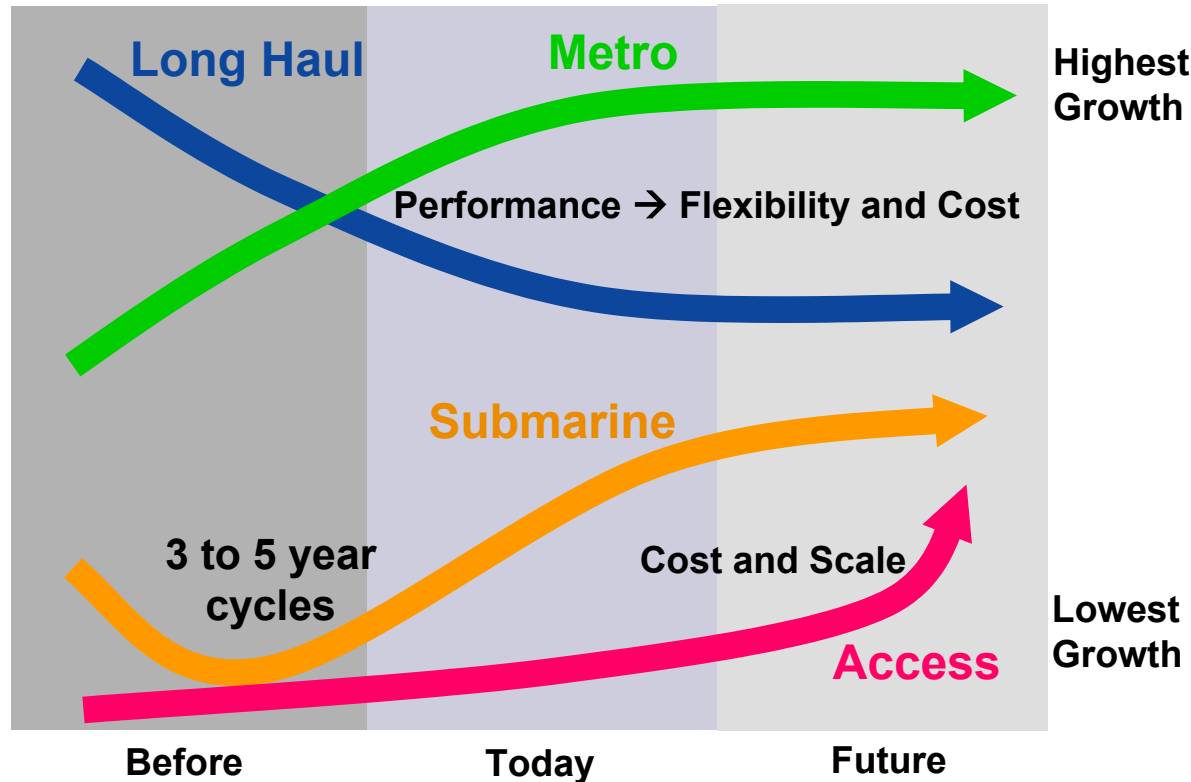 Long Haul
Metro
Highest
Growth
Performance → Flexibility and Cost
Submarine
3 to 5 year
cycles
Cost and Scale
Lowest
Growth
Access
Before
Today
Future